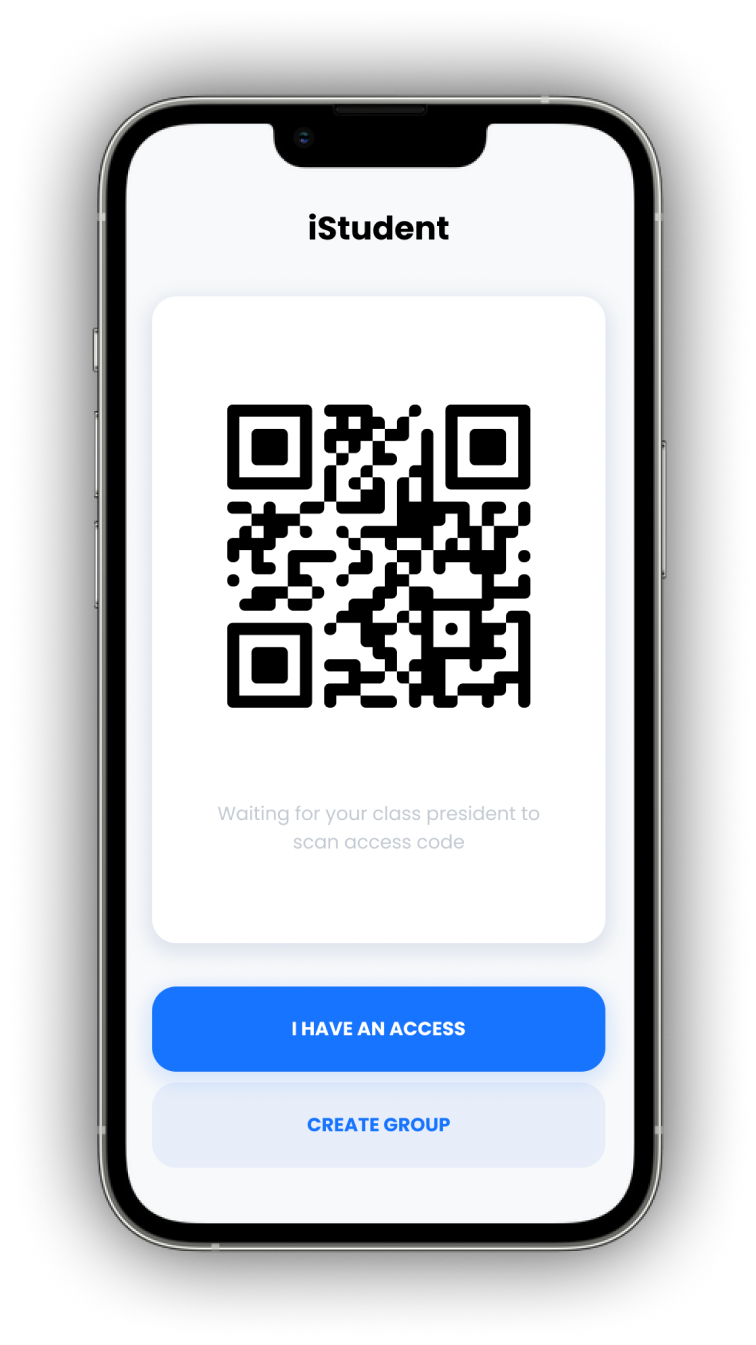 iStudent
Waiting for your class president to
scan access code
I HAVE AN ACCESS
CREATE GROUP